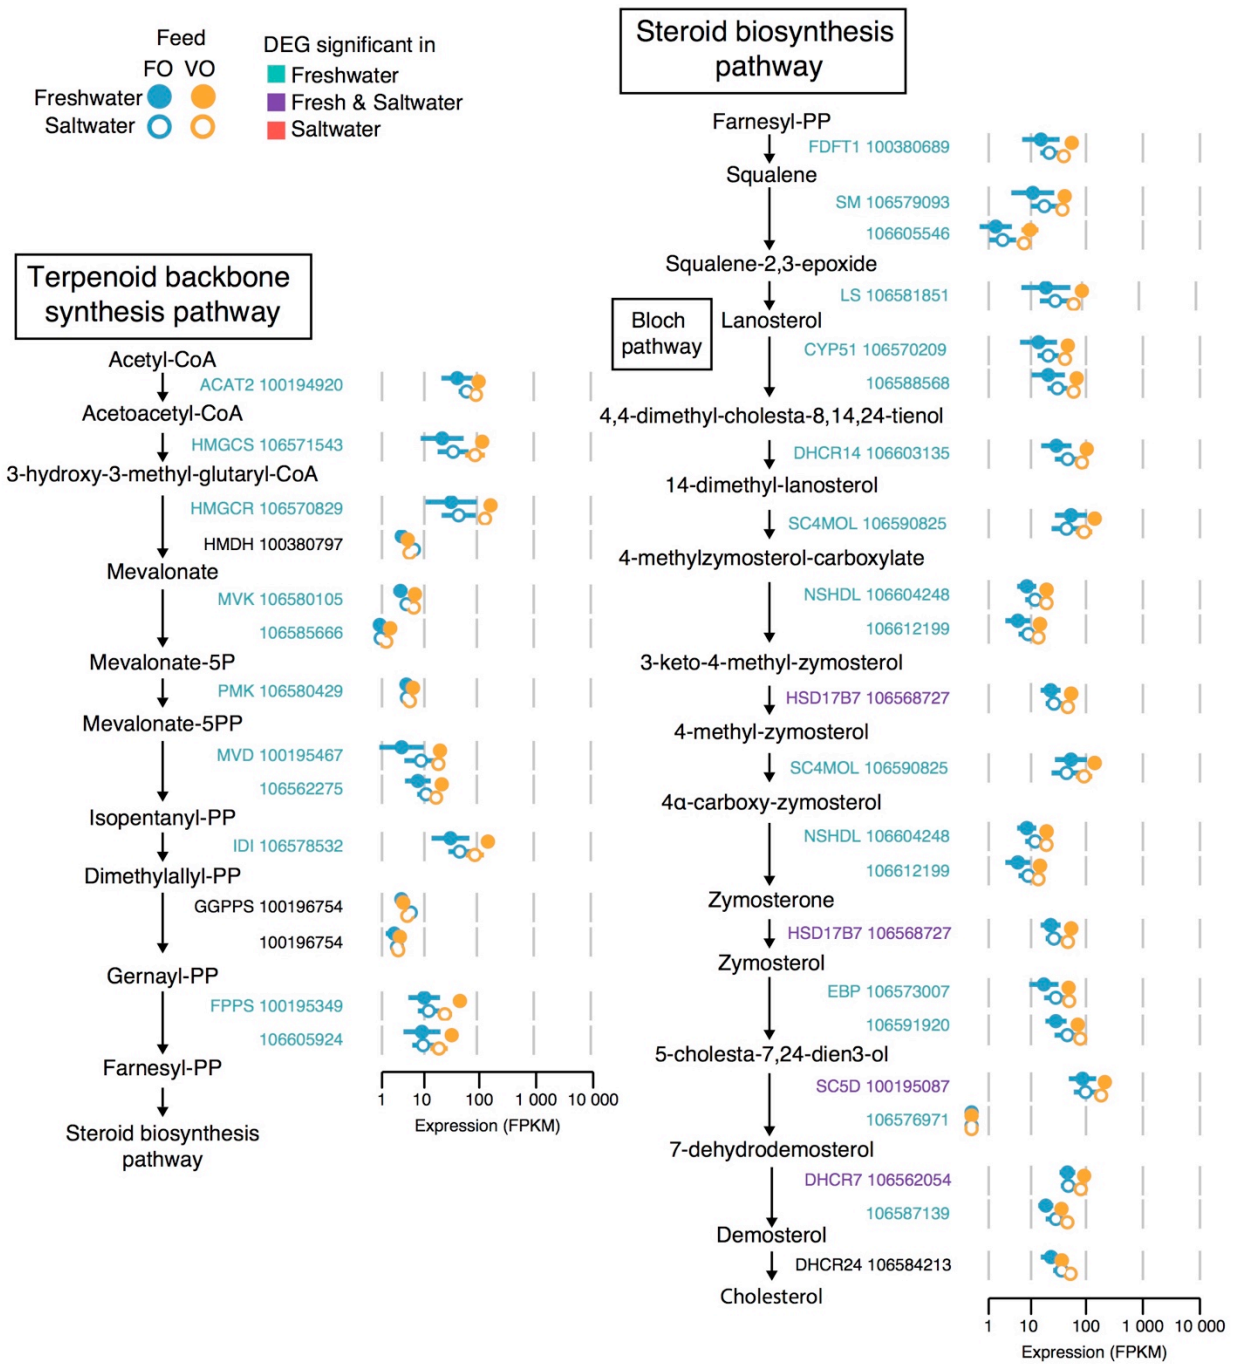 Feed
FO VO
Freshwater
Saltwater
DEG significant in
Freshwater
Fresh & Saltwater
Saltwater
Terpenoid backbone
synthesis pathway
Acetyl-CoA
ACAT2 100194920
Acetoacetyl-CoA
HMGCS 106571543
3-hydroxy-3-methyl-glutaryl-CoA
HMGCR 106570829
HMDH 100380797
Mevalonate
MVK 106580105
106585666
Mevalonate-5P
PMK 106580429
Mevalonate-5PP
MVD 100195467
106562275
Isopentanyl-PP
IDI 106578532
Dimethylallyl-PP
GGPPS 100196754
100196754
Gernayl-PP
FPPS 100195349
106605924
Farnesyl-PP
Steroid biosynthesis
pathway
1 10 100 1 000 10 000
Expression (FPKM)
Steroid biosynthesis
pathway
Farnesyl-PP
FDFT1 100380689
Squalene
SM 106579093
106605546
Squalene-2,3-epoxide
LS 106581851
Bloch
pathway
Lanosterol
CYP51 106570209
106588568
4,4-dimethyl-cholesta-8,14,24-tienol
DHCR14 106603135
14-dimethyl-lanosterol
SC4MOL 106590825
4-methylzymosterol-carboxylate
NSHDL 106604248
106612199
3-keto-4-methyl-zymosterol
HSD17B7 106568727
4-methyl-zymosterol
SC4MOL 106590825
4α-carboxy-zymosterol
NSHDL 106604248
106612199
Zymosterone
HSD17B7 106568727
Zymosterol
EBP 106573007
106591920
5-cholesta-7,24-dien3-ol
SC5D 100195087
106576971
7-dehydrodemosterol
DHCR7 106562054
106587139
Demosterol
DHCR24 106584213
Cholesterol
1 10 100 1 000 10 000
Expression (FPKM)